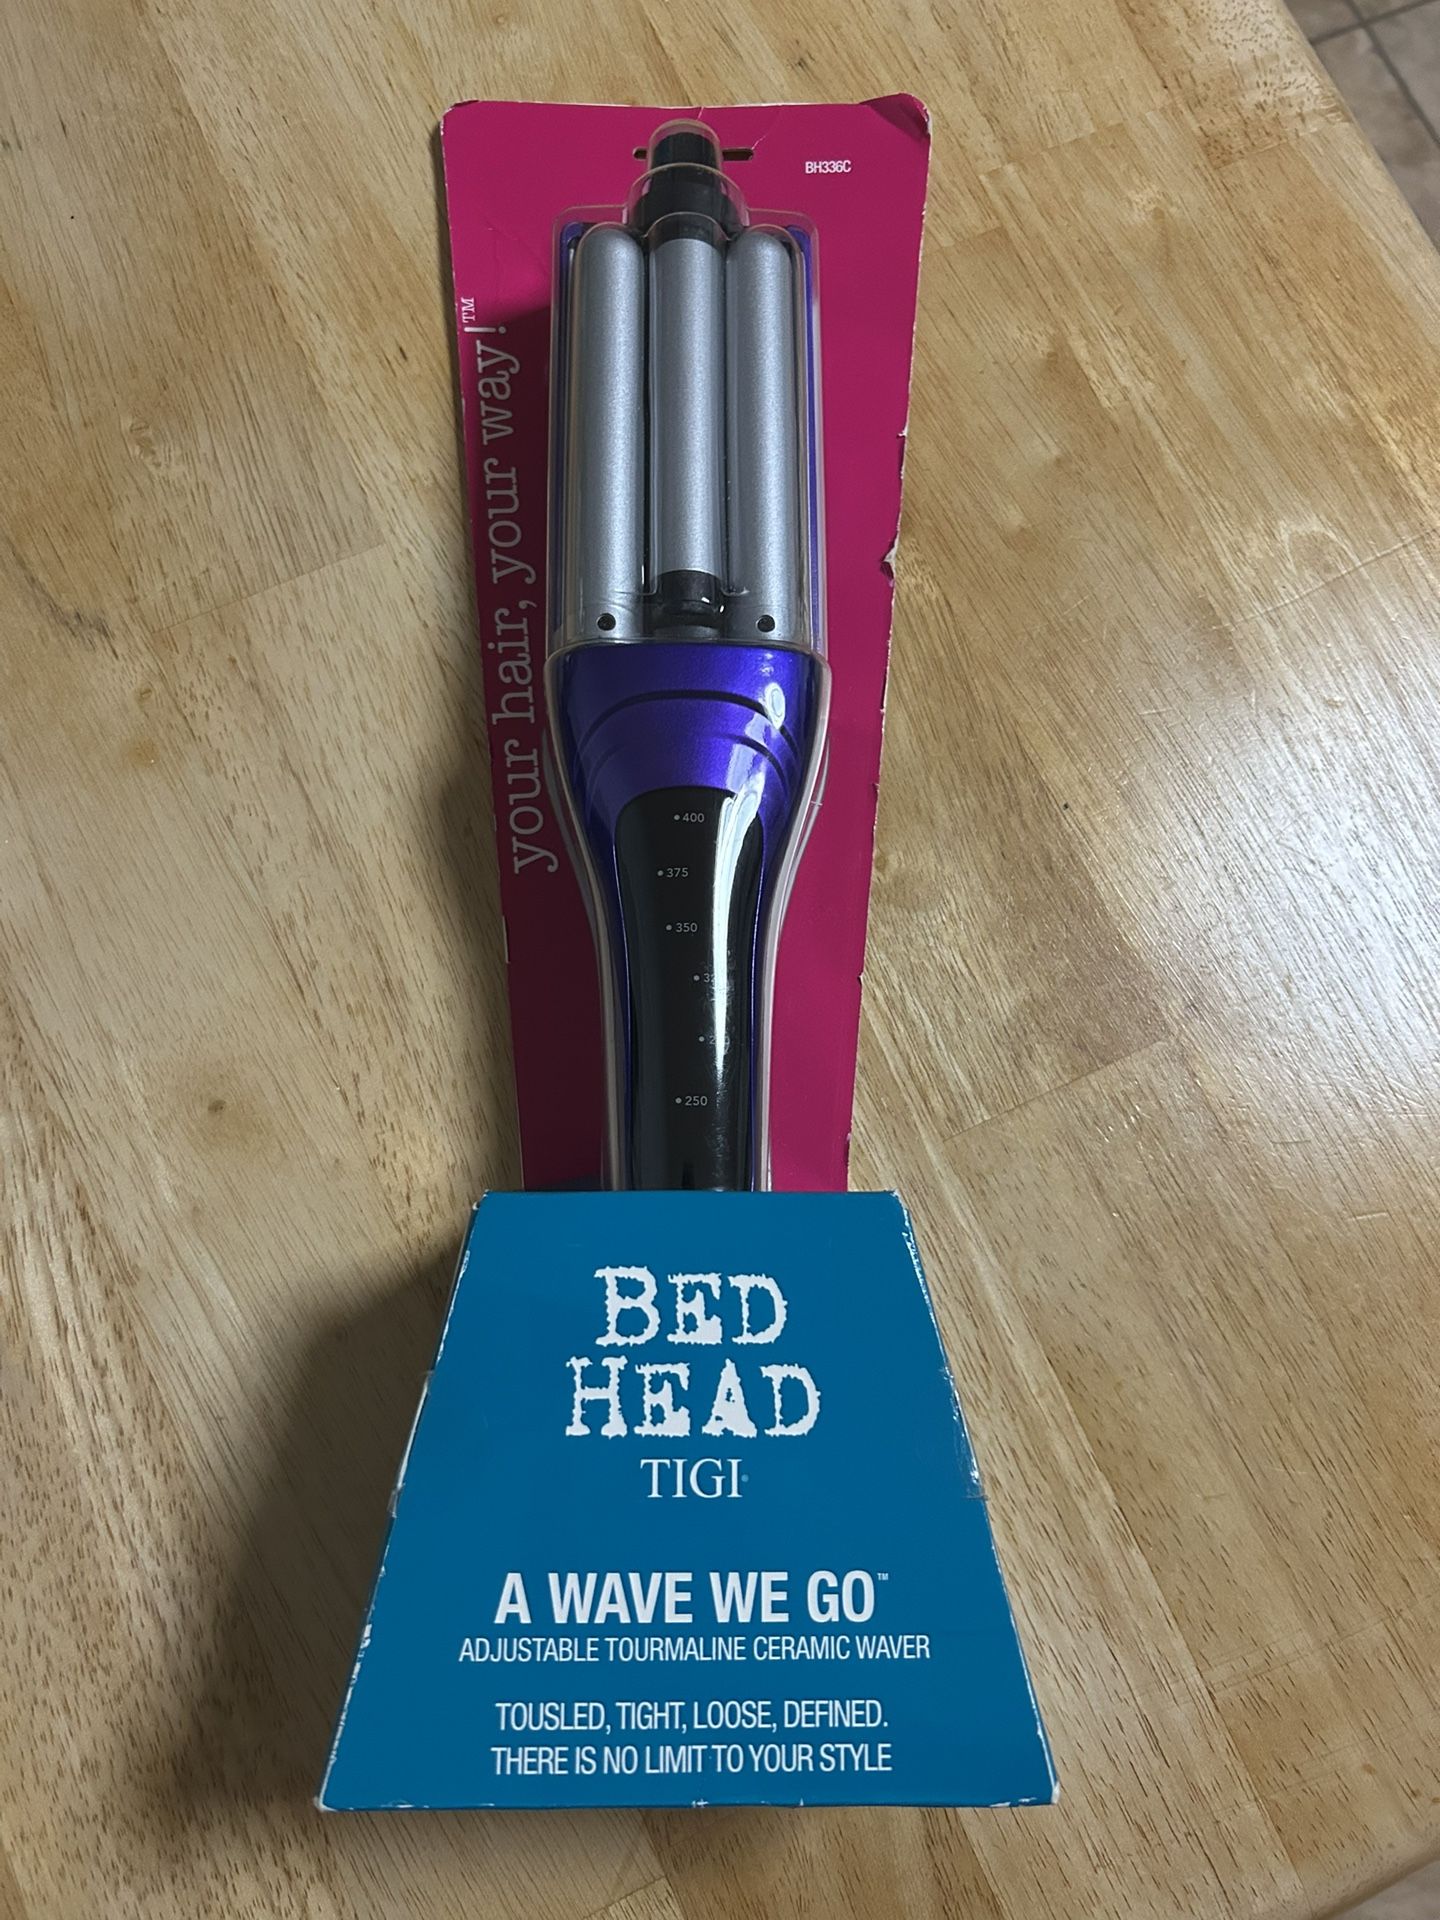 BH336C
your hair, your way!™
•400
•375
•350
•250
BED
HEAD
TIGI
A WAVE WE GO™
ADJUSTABLE TOURMALINE CERAMIC WAVER
TOUSLED, TIGHT, LOOSE, DEFINED.
THERE IS NO LIMIT TO YOUR STYLE